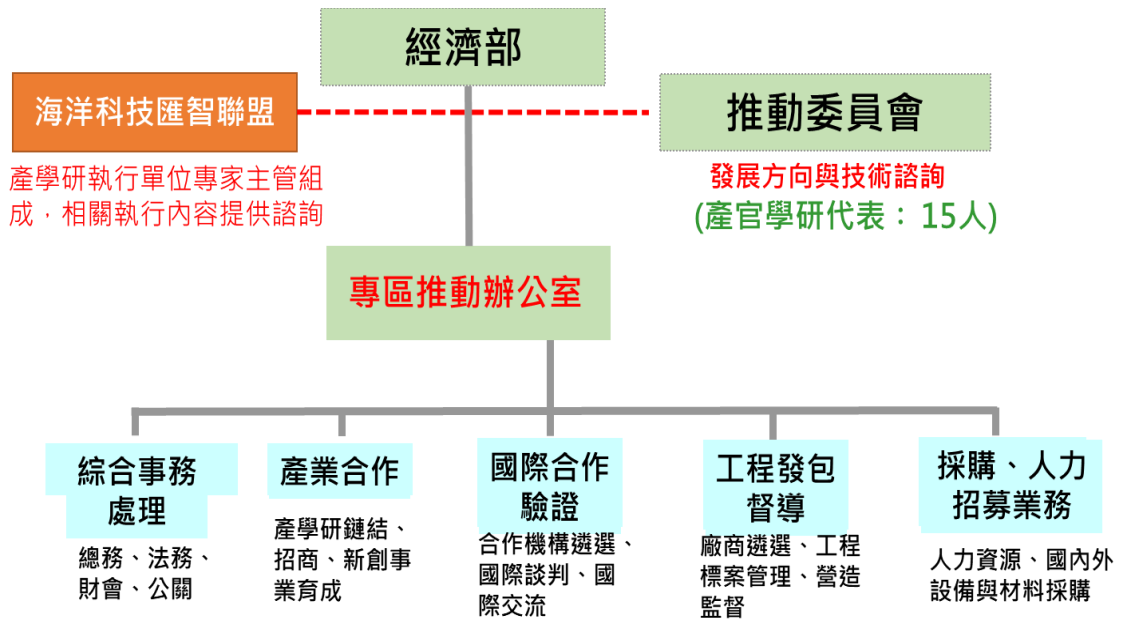 經濟部
海洋科技匯智聯盟
推動委員會
產學研執行單位專家主管組
成，相關執行內容提供諮詢
發展方向與技術諮詢
(產官學研代表：15人)
專區推動辦公室
綜合事務
處理
總務、法務、
財會、公關
產業合作
產學研鏈結、
招商、新創事
業育成
國際合作
驗證
合作機構遴選、
國際談判、國
際交流
工程發包
督導
廠商遴選、工程
標案管理、營造
監督
採購、人力
招募業務
人力資源、國內外
設備與材料採購